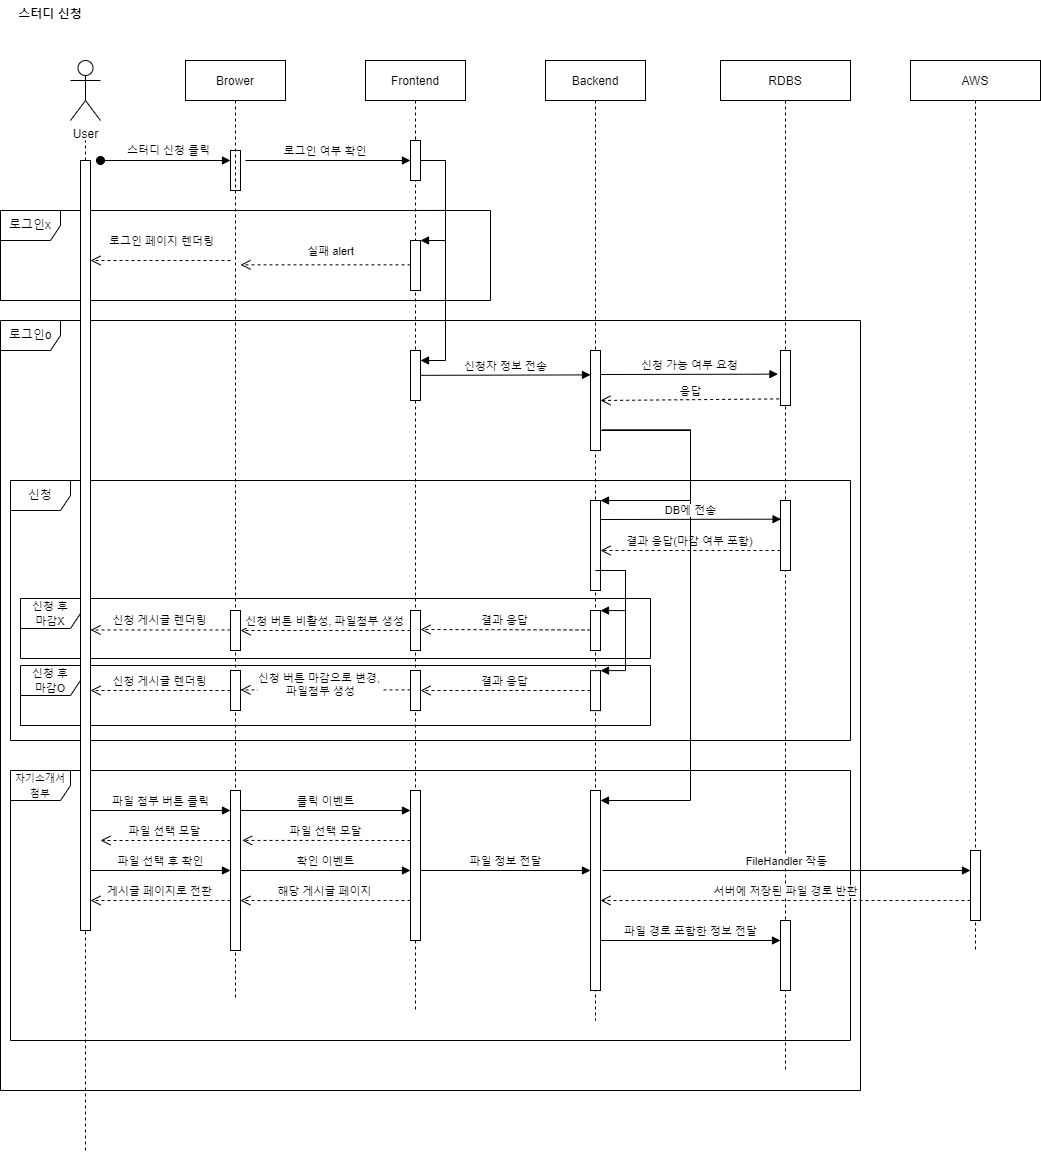 스터디 신청
User
Brower
Frontend
Backend
RDBS
AWS
스터디 신청 클릭
로그인 여부 확인
로그인x
로그인 페이지 렌더링
실패 alert
로그인o
신청자 정보 전송
신청 가능 여부 요청
응답
신청
DB에 전송
결과 응답(마감 여부 포함)
신청 후
마감X
신청 게시글 렌더링
신청 버튼 비활성, 파일첨부 생성
결과 응답
신청 후
마감O
신청 게시글 렌더링
신청 버튼 마감으로 변경,
파일첨부 생성
결과 응답
자기소개서
첨부
파일 첨부 버튼 클릭
클릭 이벤트
파일 선택 모달
파일 선택 모달
파일 선택 후 확인
확인 이벤트
파일 정보 전달
FileHandler 작동
게시글 페이지로 전환
해당 게시글 페이지
서버에 저장된 파일 경로 반환
파일 경로 포함한 정보 전달